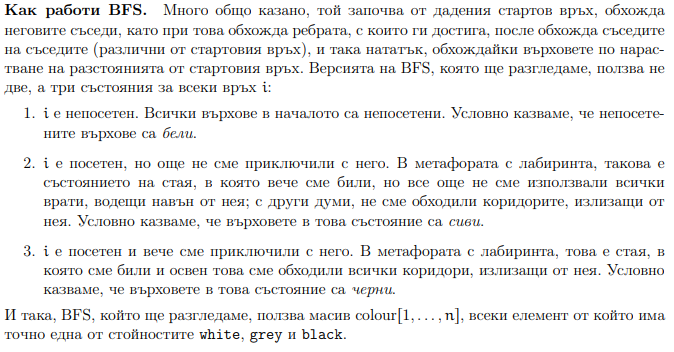 Как работи BFS. Много общо казано, той започва от дадения стартов връх, обхожда
неговите съседи, като при това обхожда ребрата, с които ги достига, после обхожда съседите
на съседите (различни от стартовия връх), и така нататък, обхождайки върховете по нарас-
тване на разстоянията от стартовия връх. Версията на BFS, която ще разгледаме, ползва не
две, а три състояния за всеки връх i:
1. i е непосетен. Всички върхове в началото са непосетени. Условно казваме, че непосете-
ните върхове са бели.
2. i е посетен, но още не сме приключили с него. В метафората с лабиринта, такова е
състоянието на стая, в която вече сме били, но все още не сме използвали всички
врати, водещи навън от нея; с други думи, не сме обходили коридорите, излизащи от
нея. Условно казваме, че върховете в това състояние са сиви.
3. i е посетен и вече сме приключили с него. В метафората с лабиринта, това е стая, в
която сме били и освен това сме обходили всички коридори, излизащи от нея. Условно
казваме, че върховете в това състояние са черни.
И така, BFS, който ще разгледаме, ползва масив colour[1, . . . , n], всеки елемент от който има
точно една от стойностите white, grey и black.